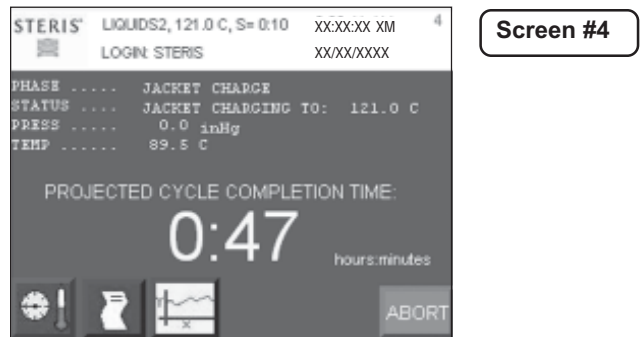 STERIS® LIQUIDS2, 121.0 C, S= 0:10 XX:XX:XX XM 4
LOGIN: STERIS XX/XX/XXXX
Screen #4
PHASE ..... JACKET CHARGE
STATUS .... JACKET CHARGING TO: 121.0 C
PRESS ..... 0.0 inHg
TEMP ...... 89.5 C
PROJECTED CYCLE COMPLETION TIME:
0:47
hours:minutes
Y
X
ABORT